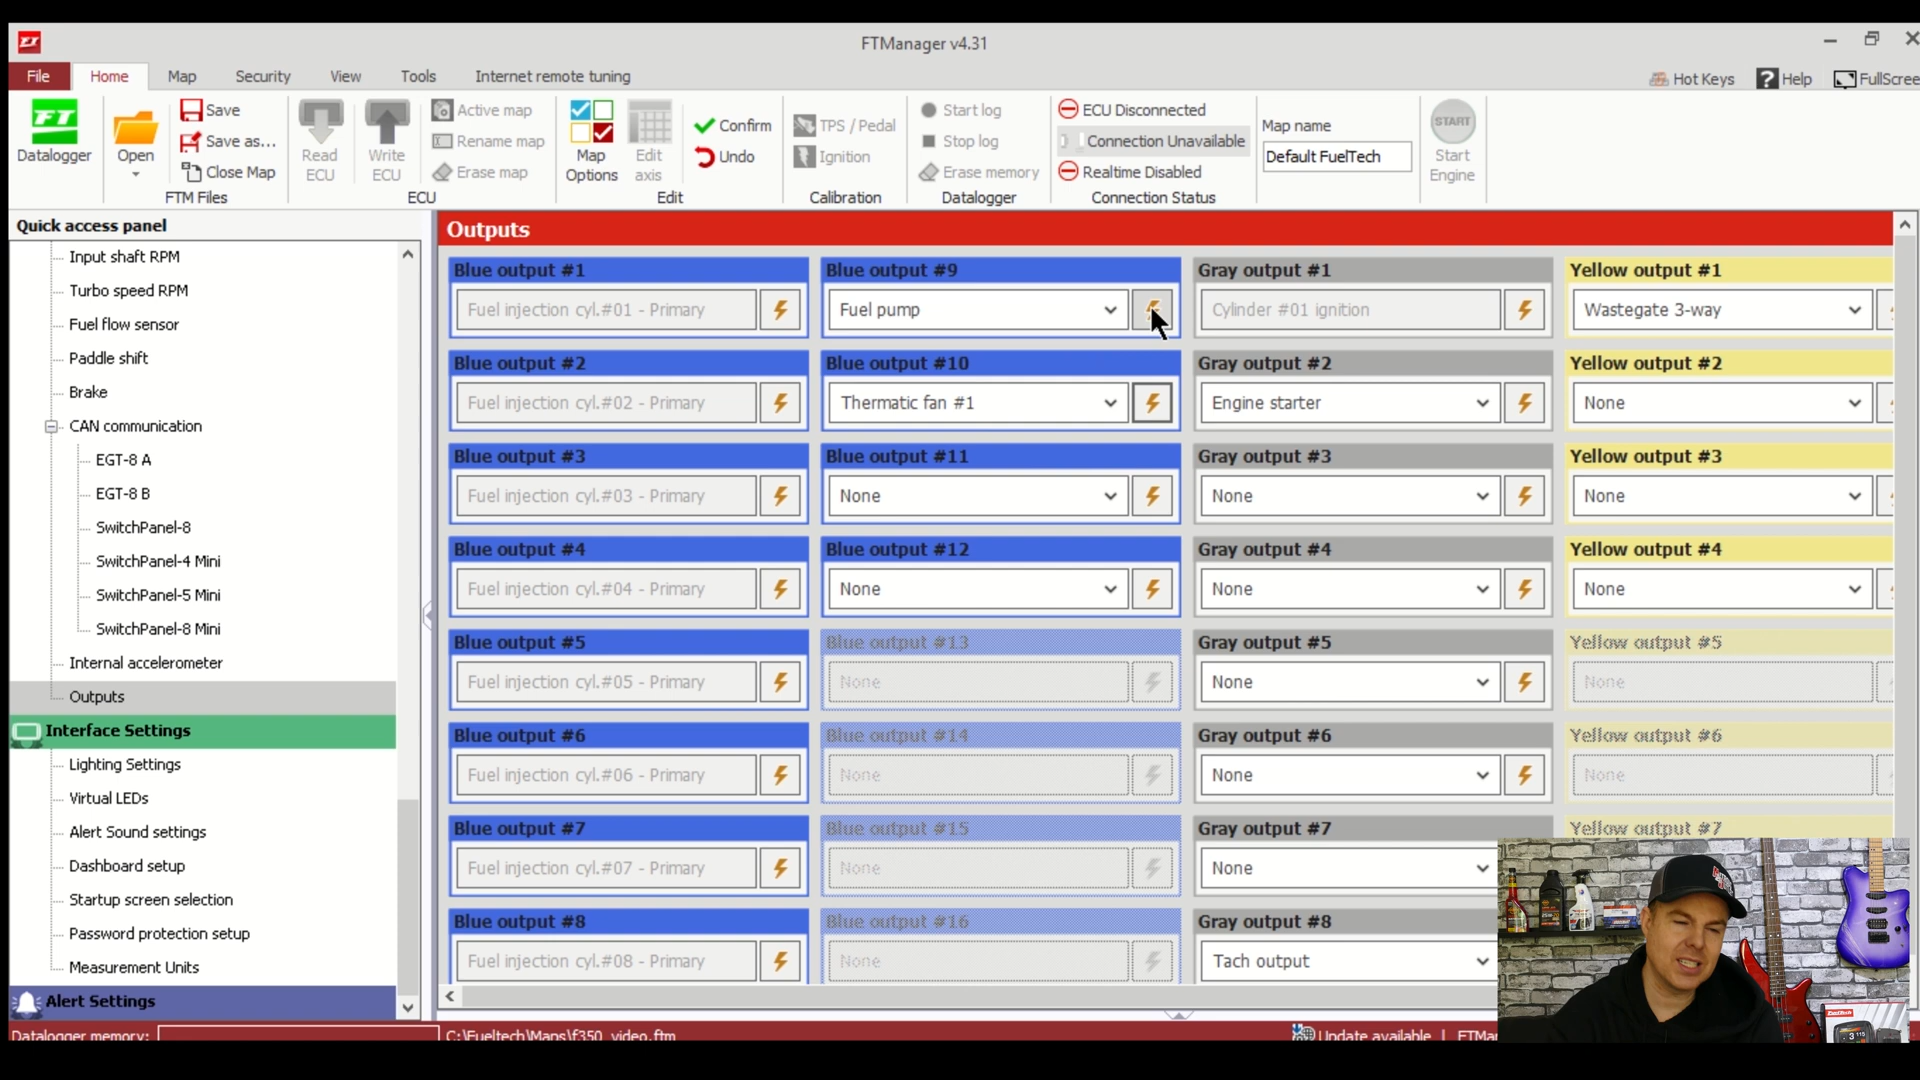 FTManager v4.31
File Home Map Security View Tools Internet remote tuning
Hot Keys Help FullScree
Datalogger
Open
Save
Save as...
Close Map
FTM Files
Read ECU
Write ECU
Active map
Rename map
Erase map
ECU
Map Options
Edit axis
Confirm
Undo
Edit
TPS / Pedal
Ignition
Calibration
Start log
Stop log
Erase memory
Datalogger
ECU Disconnected
Connection Unavailable
Realtime Disabled
Connection Status
Map name
Default FuelTech
START
Start Engine
Quick access panel
Input shaft RPM
Turbo speed RPM
Fuel flow sensor
Paddle shift
Brake
CAN communication
EGT-8 A
EGT-8 B
SwitchPanel-8
SwitchPanel-4 Mini
SwitchPanel-5 Mini
SwitchPanel-8 Mini
Internal accelerometer
Outputs
Interface Settings
Lighting Settings
Virtual LEDs
Alert Sound settings
Dashboard setup
Startup screen selection
Password protection setup
Measurement Units
Alert Settings
Outputs
Blue output #1
Fuel injection cyl.#01 - Primary
Blue output #2
Fuel injection cyl.#02 - Primary
Blue output #3
Fuel injection cyl.#03 - Primary
Blue output #4
Fuel injection cyl.#04 - Primary
Blue output #5
Fuel injection cyl.#05 - Primary
Blue output #6
Fuel injection cyl.#06 - Primary
Blue output #7
Fuel injection cyl.#07 - Primary
Blue output #8
Fuel injection cyl.#08 - Primary
Blue output #9
Fuel pump
Blue output #10
Thermatic fan #1
Blue output #11
None
Blue output #12
None
Blue output #13
None
Blue output #14
None
Blue output #15
None
Blue output #16
None
Gray output #1
Cylinder #01 ignition
Gray output #2
Engine starter
Gray output #3
None
Gray output #4
None
Gray output #5
None
Gray output #6
None
Gray output #7
None
Gray output #8
Tach output
Yellow output #1
Wastegate 3-way
Yellow output #2
None
Yellow output #3
None
Yellow output #4
None
Yellow output #5
None
Yellow output #6
None
Yellow output #7
Datalogger memory:
C:\Fueltech\Maps\f350_video.ftm
Update available | FTMa